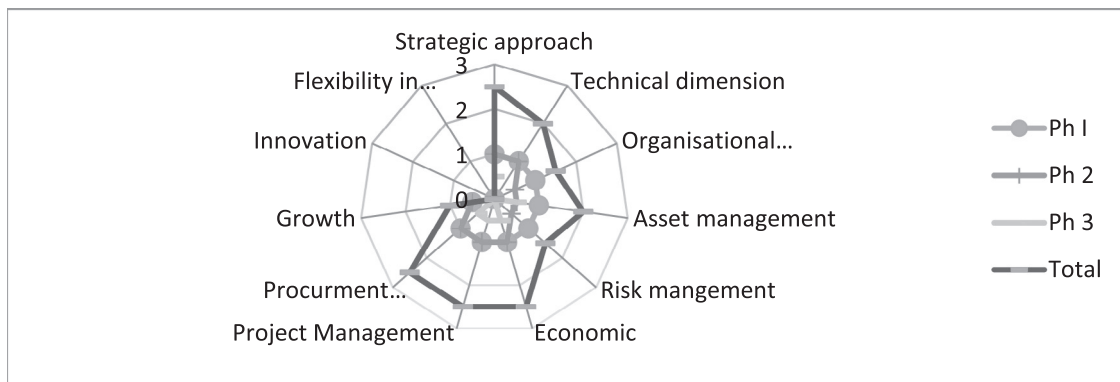 Strategic approach
3
Flexibility in...
Technical dimension
2
Innovation
Organisational...
1
0
Growth
Asset management
Procurment...
Risk mangement
Project Management
Economic
Ph I
Ph 2
Ph 3
Total